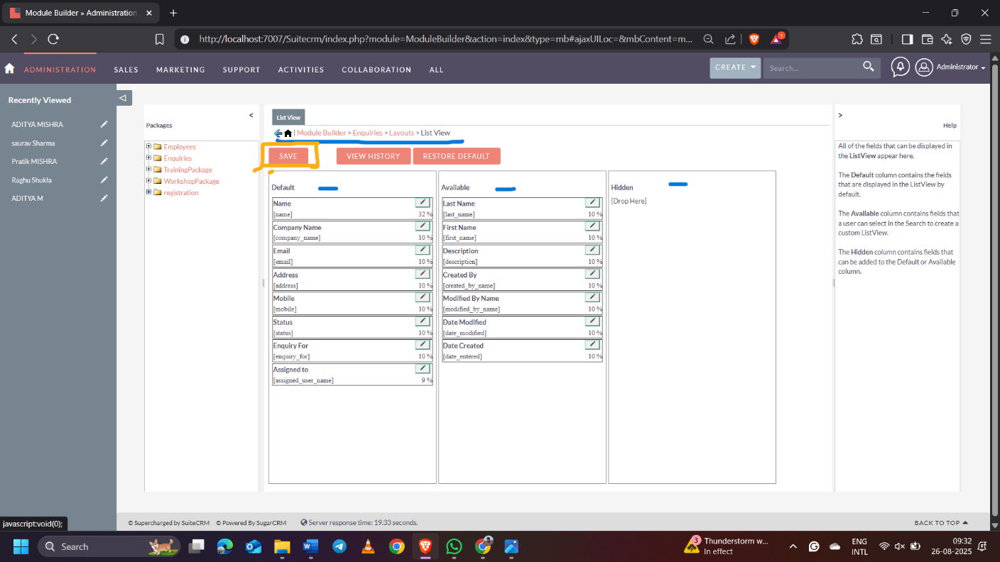 Module Builder » Administration
http://localhost:7007/Suitecrm/index.php?module=ModuleBuilder&action=index&type=mb#ajaxUILoc=&mbContent=m...
1
ADMINISTRATION SALES MARKETING SUPPORT ACTIVITIES COLLABORATION ALL
CREATE Search... Administrator
Recently Viewed
ADITYA MISHRA
saurav Sharma
Pratik MISHRA
Raghu Shukla
ADITYA M
<
Packages
Employees
Enquiries
TrainingPackage
WorkshopPackage
registration
List View
| Module Builder > Enquiries > Layouts > List View
SAVE VIEW HISTORY RESTORE DEFAULT
Default
Name
[name] 32 %
Company Name
[company_name] 10 %
Email
[email] 10 %
Address
[address] 10 %
Mobile
[mobile] 10 %
Status
[status] 10 %
Enquiry For
[enquiry_for] 10 %
Assigned to
[assigned_user_name] 9 %
Available
Last Name
[last_name] 10 %
First Name
[first_name] 10 %
Description
[description] 10 %
Created By
[created_by_name] 10 %
Modified By Name
[modified_by_name] 10 %
Date Modified
[date_modified] 10 %
Date Created
[date_entered] 10 %
Hidden
[Drop Here]
>
Help
All of the fields that can be displayed in
the ListView appear here.
The Default column contains the fields
that are displayed in the ListView by
default.
The Available column contains fields that
a user can select in the Search to create a
custom ListView.
The Hidden column contains fields that
can be added to the Default or Available
column.
javascript:void(0);
© Supercharged by SuiteCRM © Powered By SugarCRM Server response time: 19.33 seconds. BACK TO TOP
Search
3
Thunderstorm w...
In effect
ENG
INTL
09:32
26-08-2025